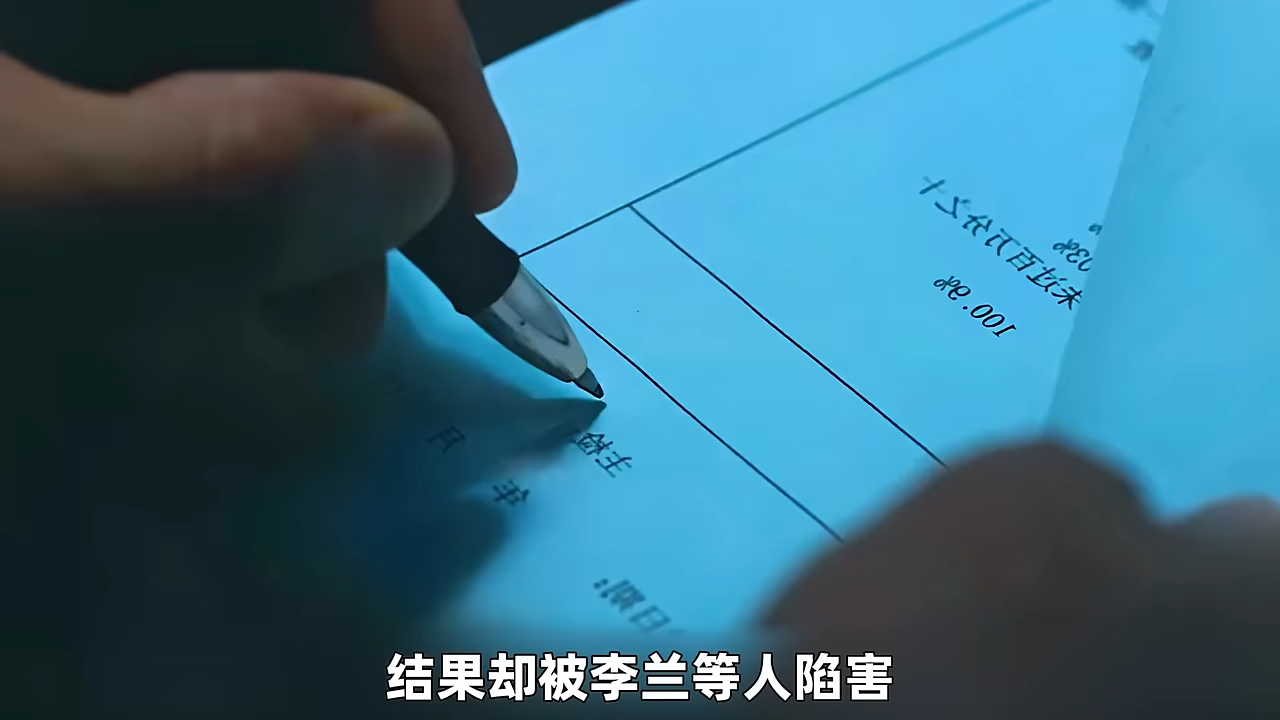 未过百万分之十
100.9%
主检
年
月
日期：
结果却被李兰等人陷害